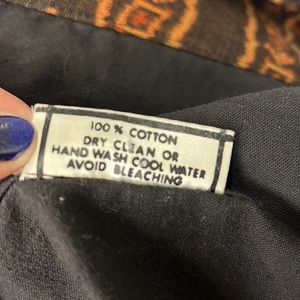 100 % COTTON
DRY CLEAN OR
HAND WASH COOL WATER
AVOID BLEACHING